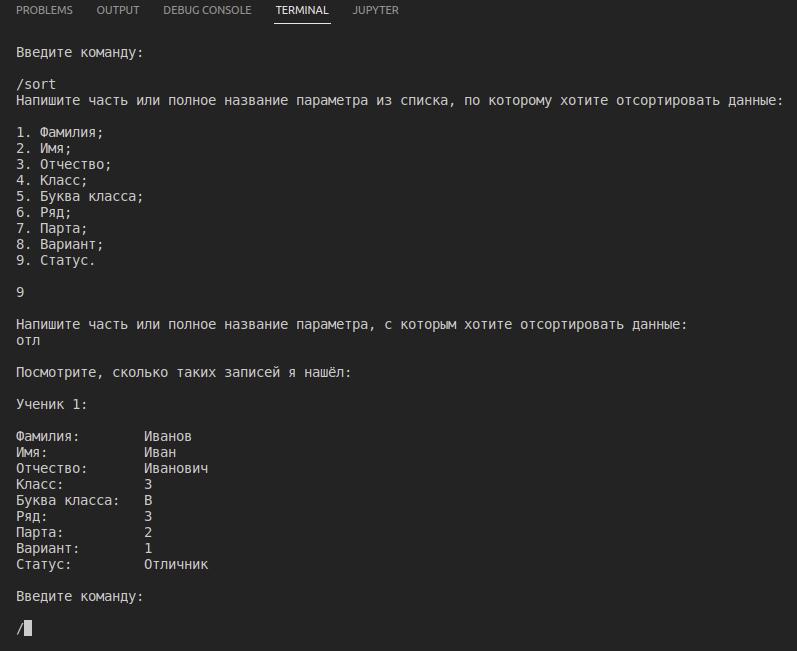 PROBLEMS OUTPUT DEBUG CONSOLE TERMINAL JUPYTER
Введите команду:
/sort
Напишите часть или полное название параметра из списка, по которому хотите отсортировать данные:
1. Фамилия;
2. Имя;
3. Отчество;
4. Класс;
5. Буква класса;
6. Ряд;
7. Парта;
8. Вариант;
9. Статус.
9
Напишите часть или полное название параметра, с которым хотите отсортировать данные:
отл
Посмотрите, сколько таких записей я нашёл:
Ученик 1:
Фамилия: Иванов
Имя: Иван
Отчество: Иванович
Класс: 3
Буква класса: В
Ряд: 3
Парта: 2
Вариант: 1
Статус: Отличник
Введите команду:
/